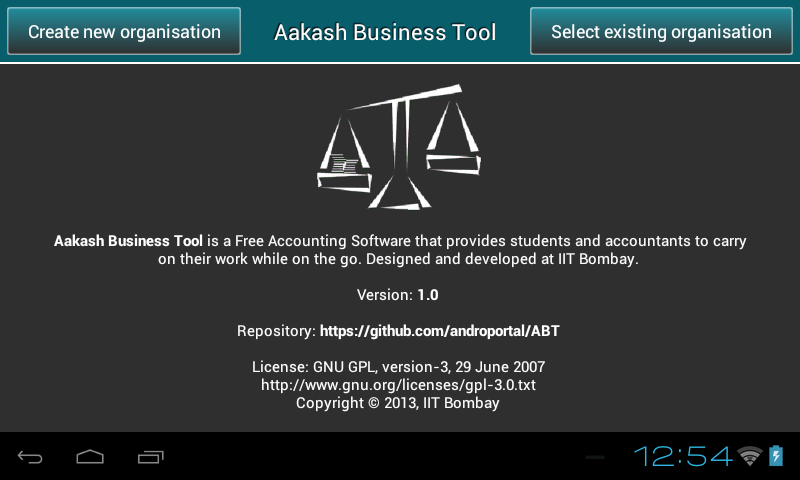 Create new organisation
Aakash Business Tool
Select existing organisation
Aakash Business Tool is a Free Accounting Software that provides students and accountants to carry
on their work while on the go. Designed and developed at IIT Bombay.
Version: 1.0
Repository: https://github.com/androportal/ABT
License: GNU GPL, version-3, 29 June 2007
http://www.gnu.org/licenses/gpl-3.0.txt
Copyright © 2013, IIT Bombay
12:54